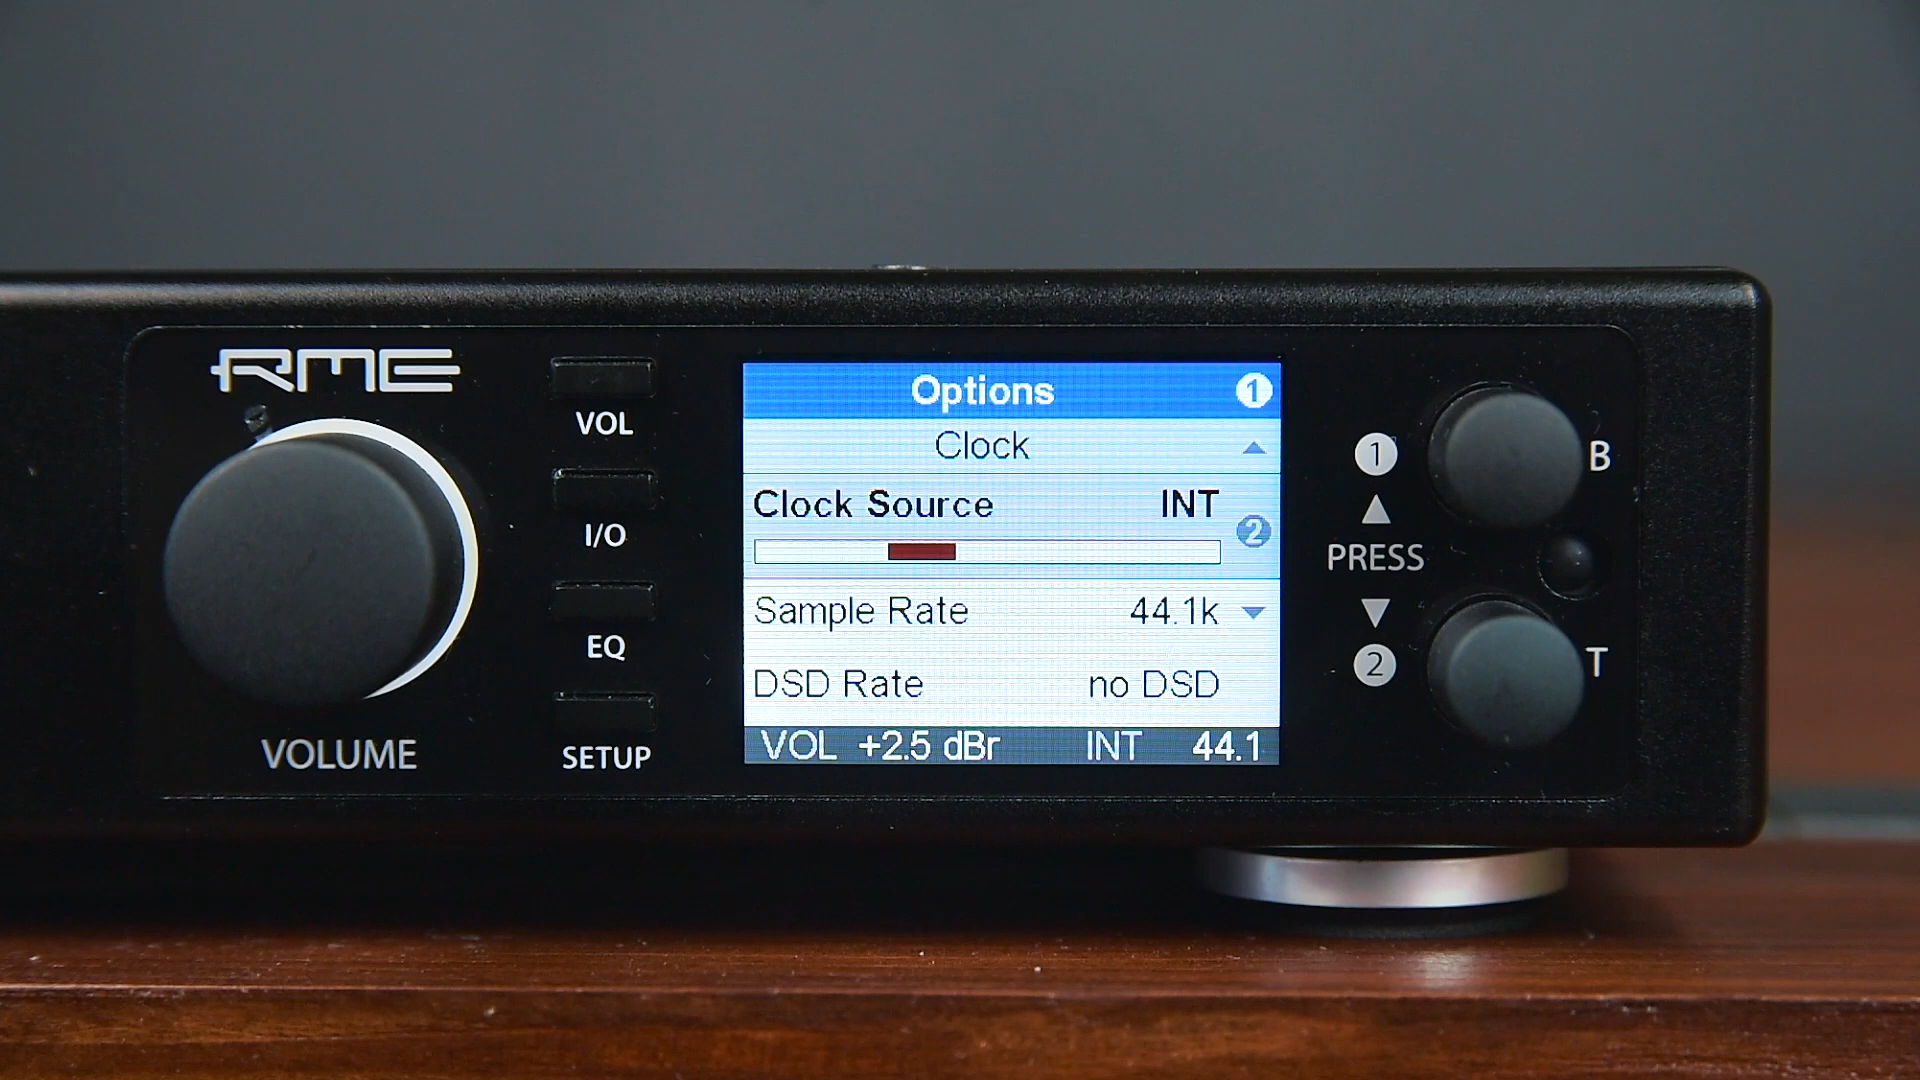 RME
VOLUME
VOL
I/O
EQ
SETUP
Options 1
Clock
Clock Source INT
2
Sample Rate 44.1k
DSD Rate no DSD
VOL +2.5 dBr INT 44.1
1 B
PRESS
2 T